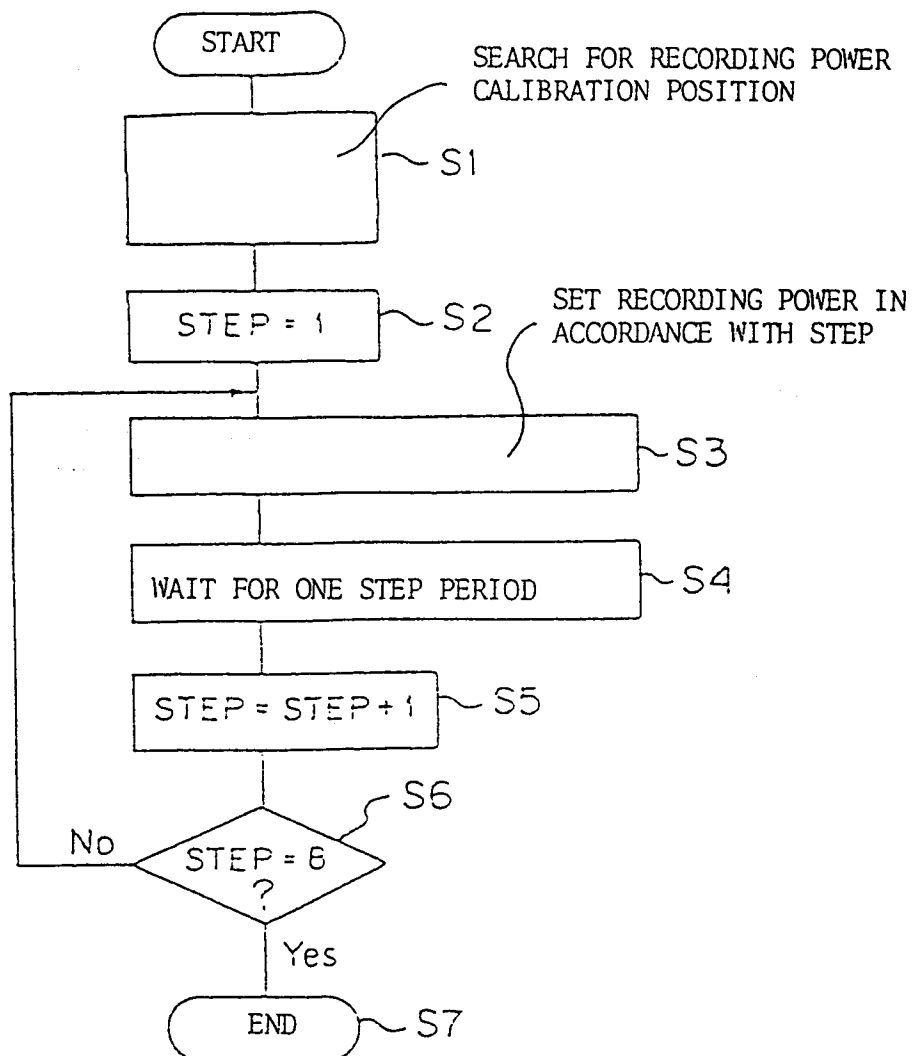 START
SEARCH FOR RECORDING POWER
CALIBRATION POSITION
S1
STEP = 1
S2
SET RECORDING POWER IN
ACCORDANCE WITH STEP
S3
WAIT FOR ONE STEP PERIOD
S4
STEP = STEP + 1
S5
S6
No
STEP = 8
?
Yes
END
S7